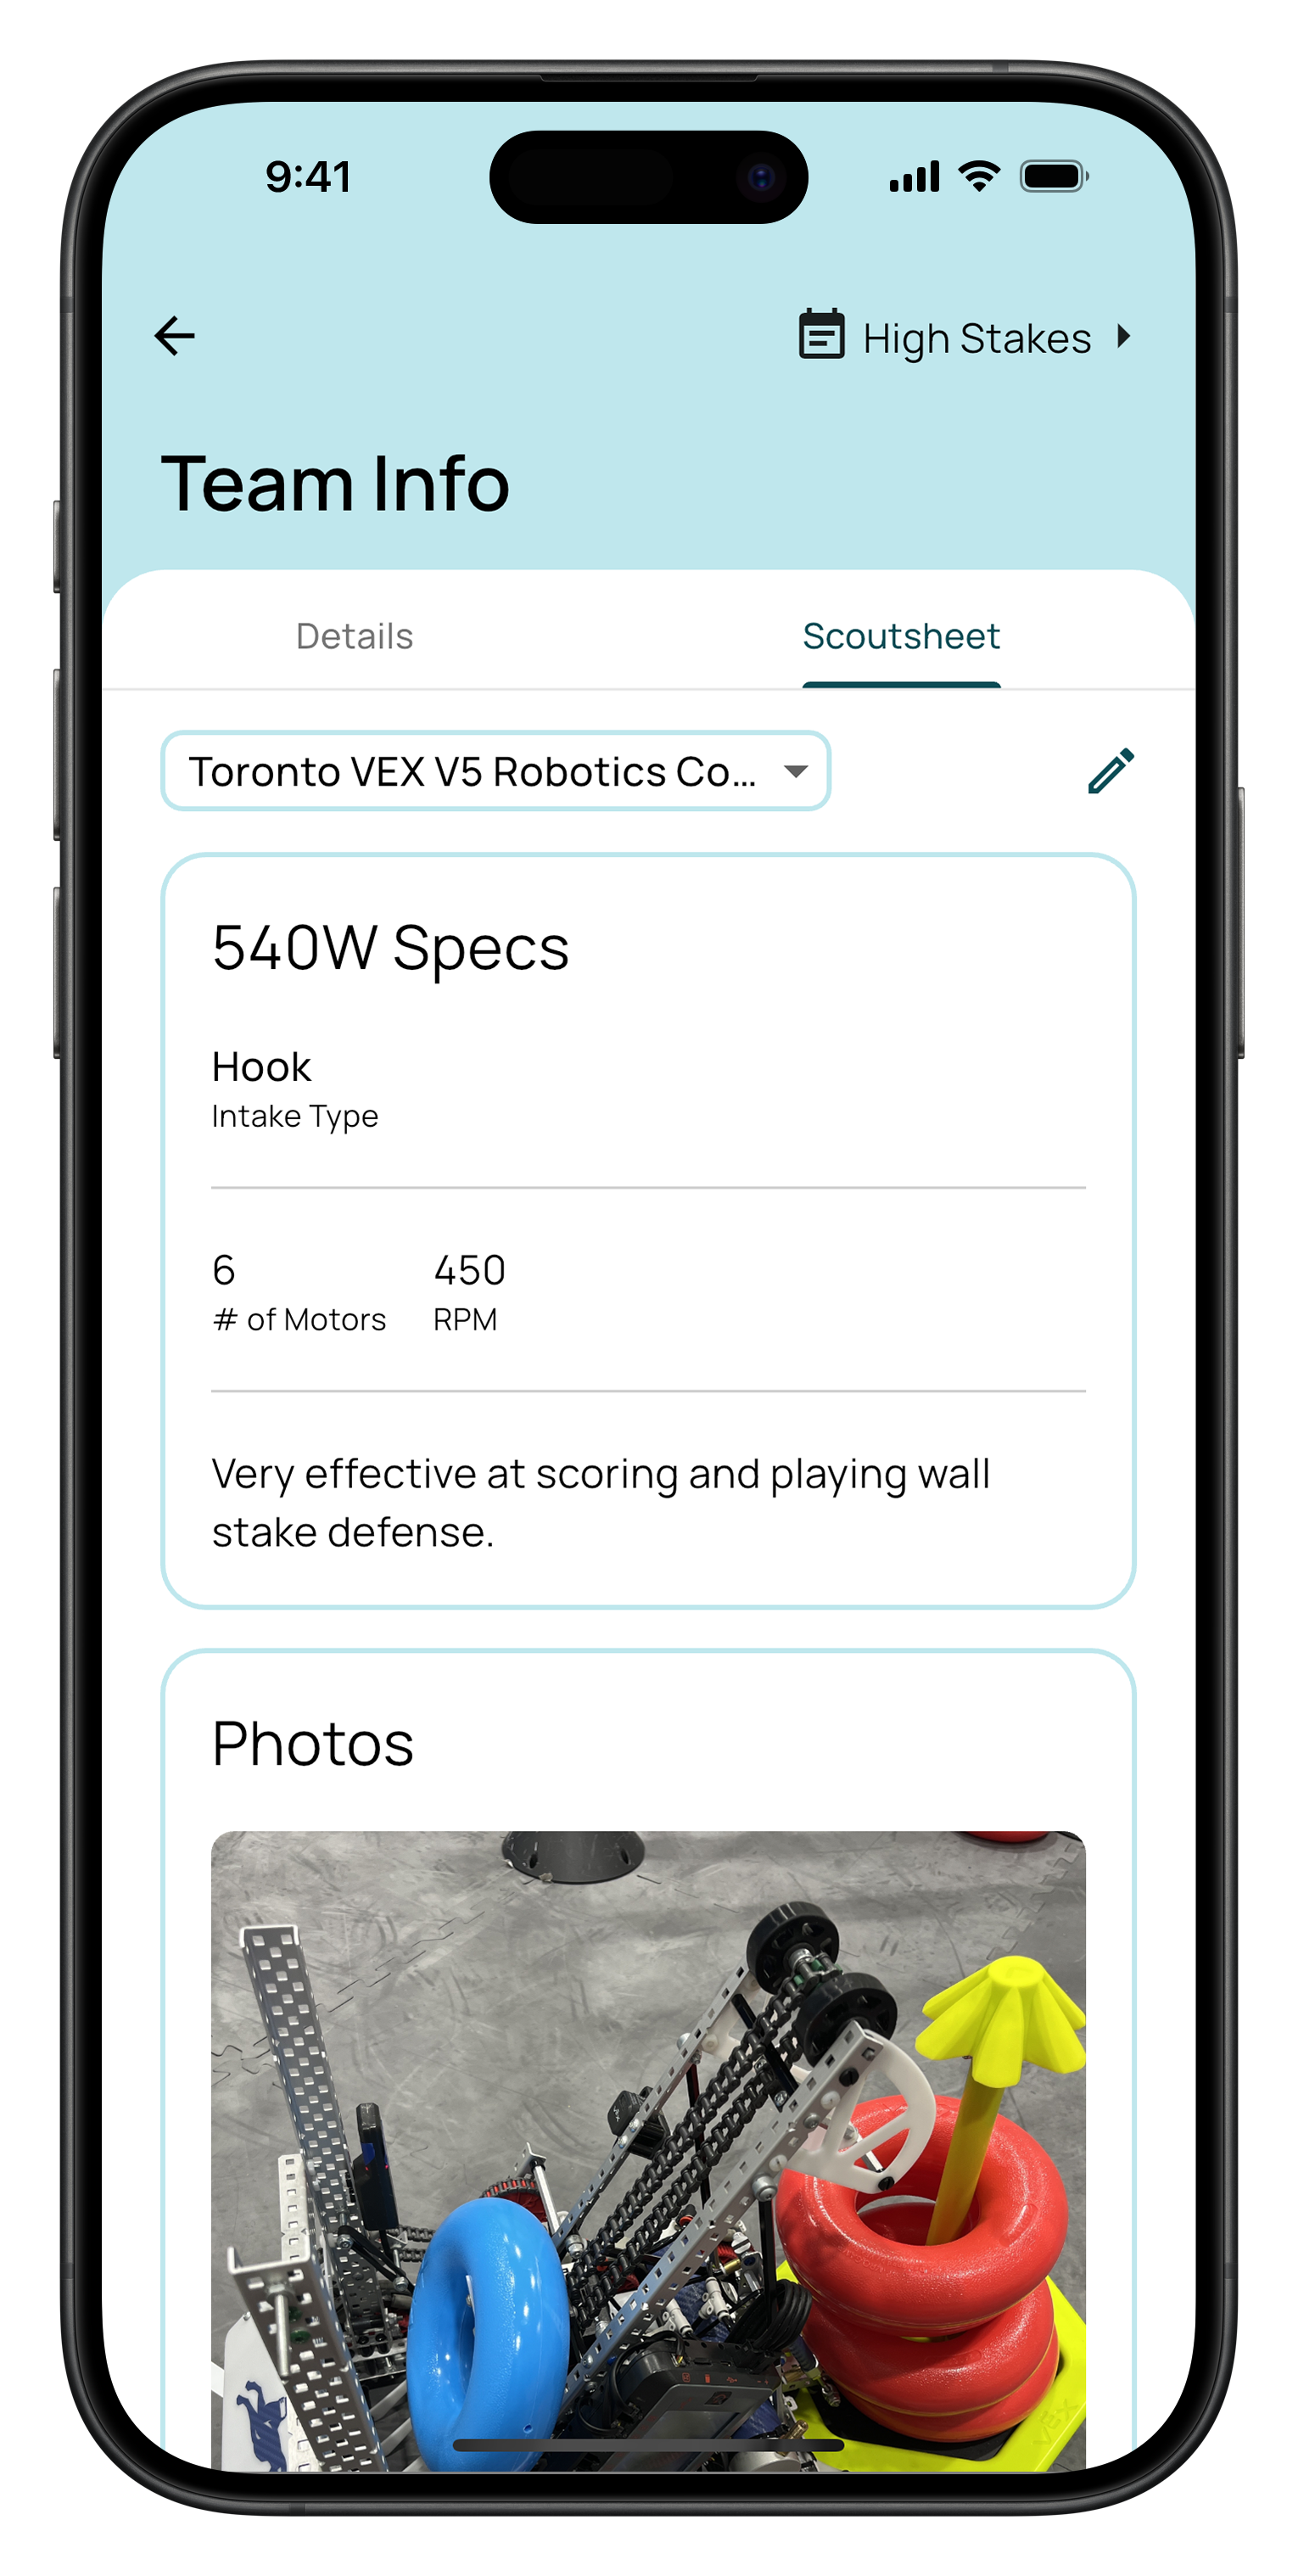 9:41
High Stakes
Team Info
Details
Scoutsheet
Toronto VEX V5 Robotics Co...
540W Specs
Hook
Intake Type
6
450
# of Motors
RPM
Very effective at scoring and playing wall
stake defense.
Photos
VEX